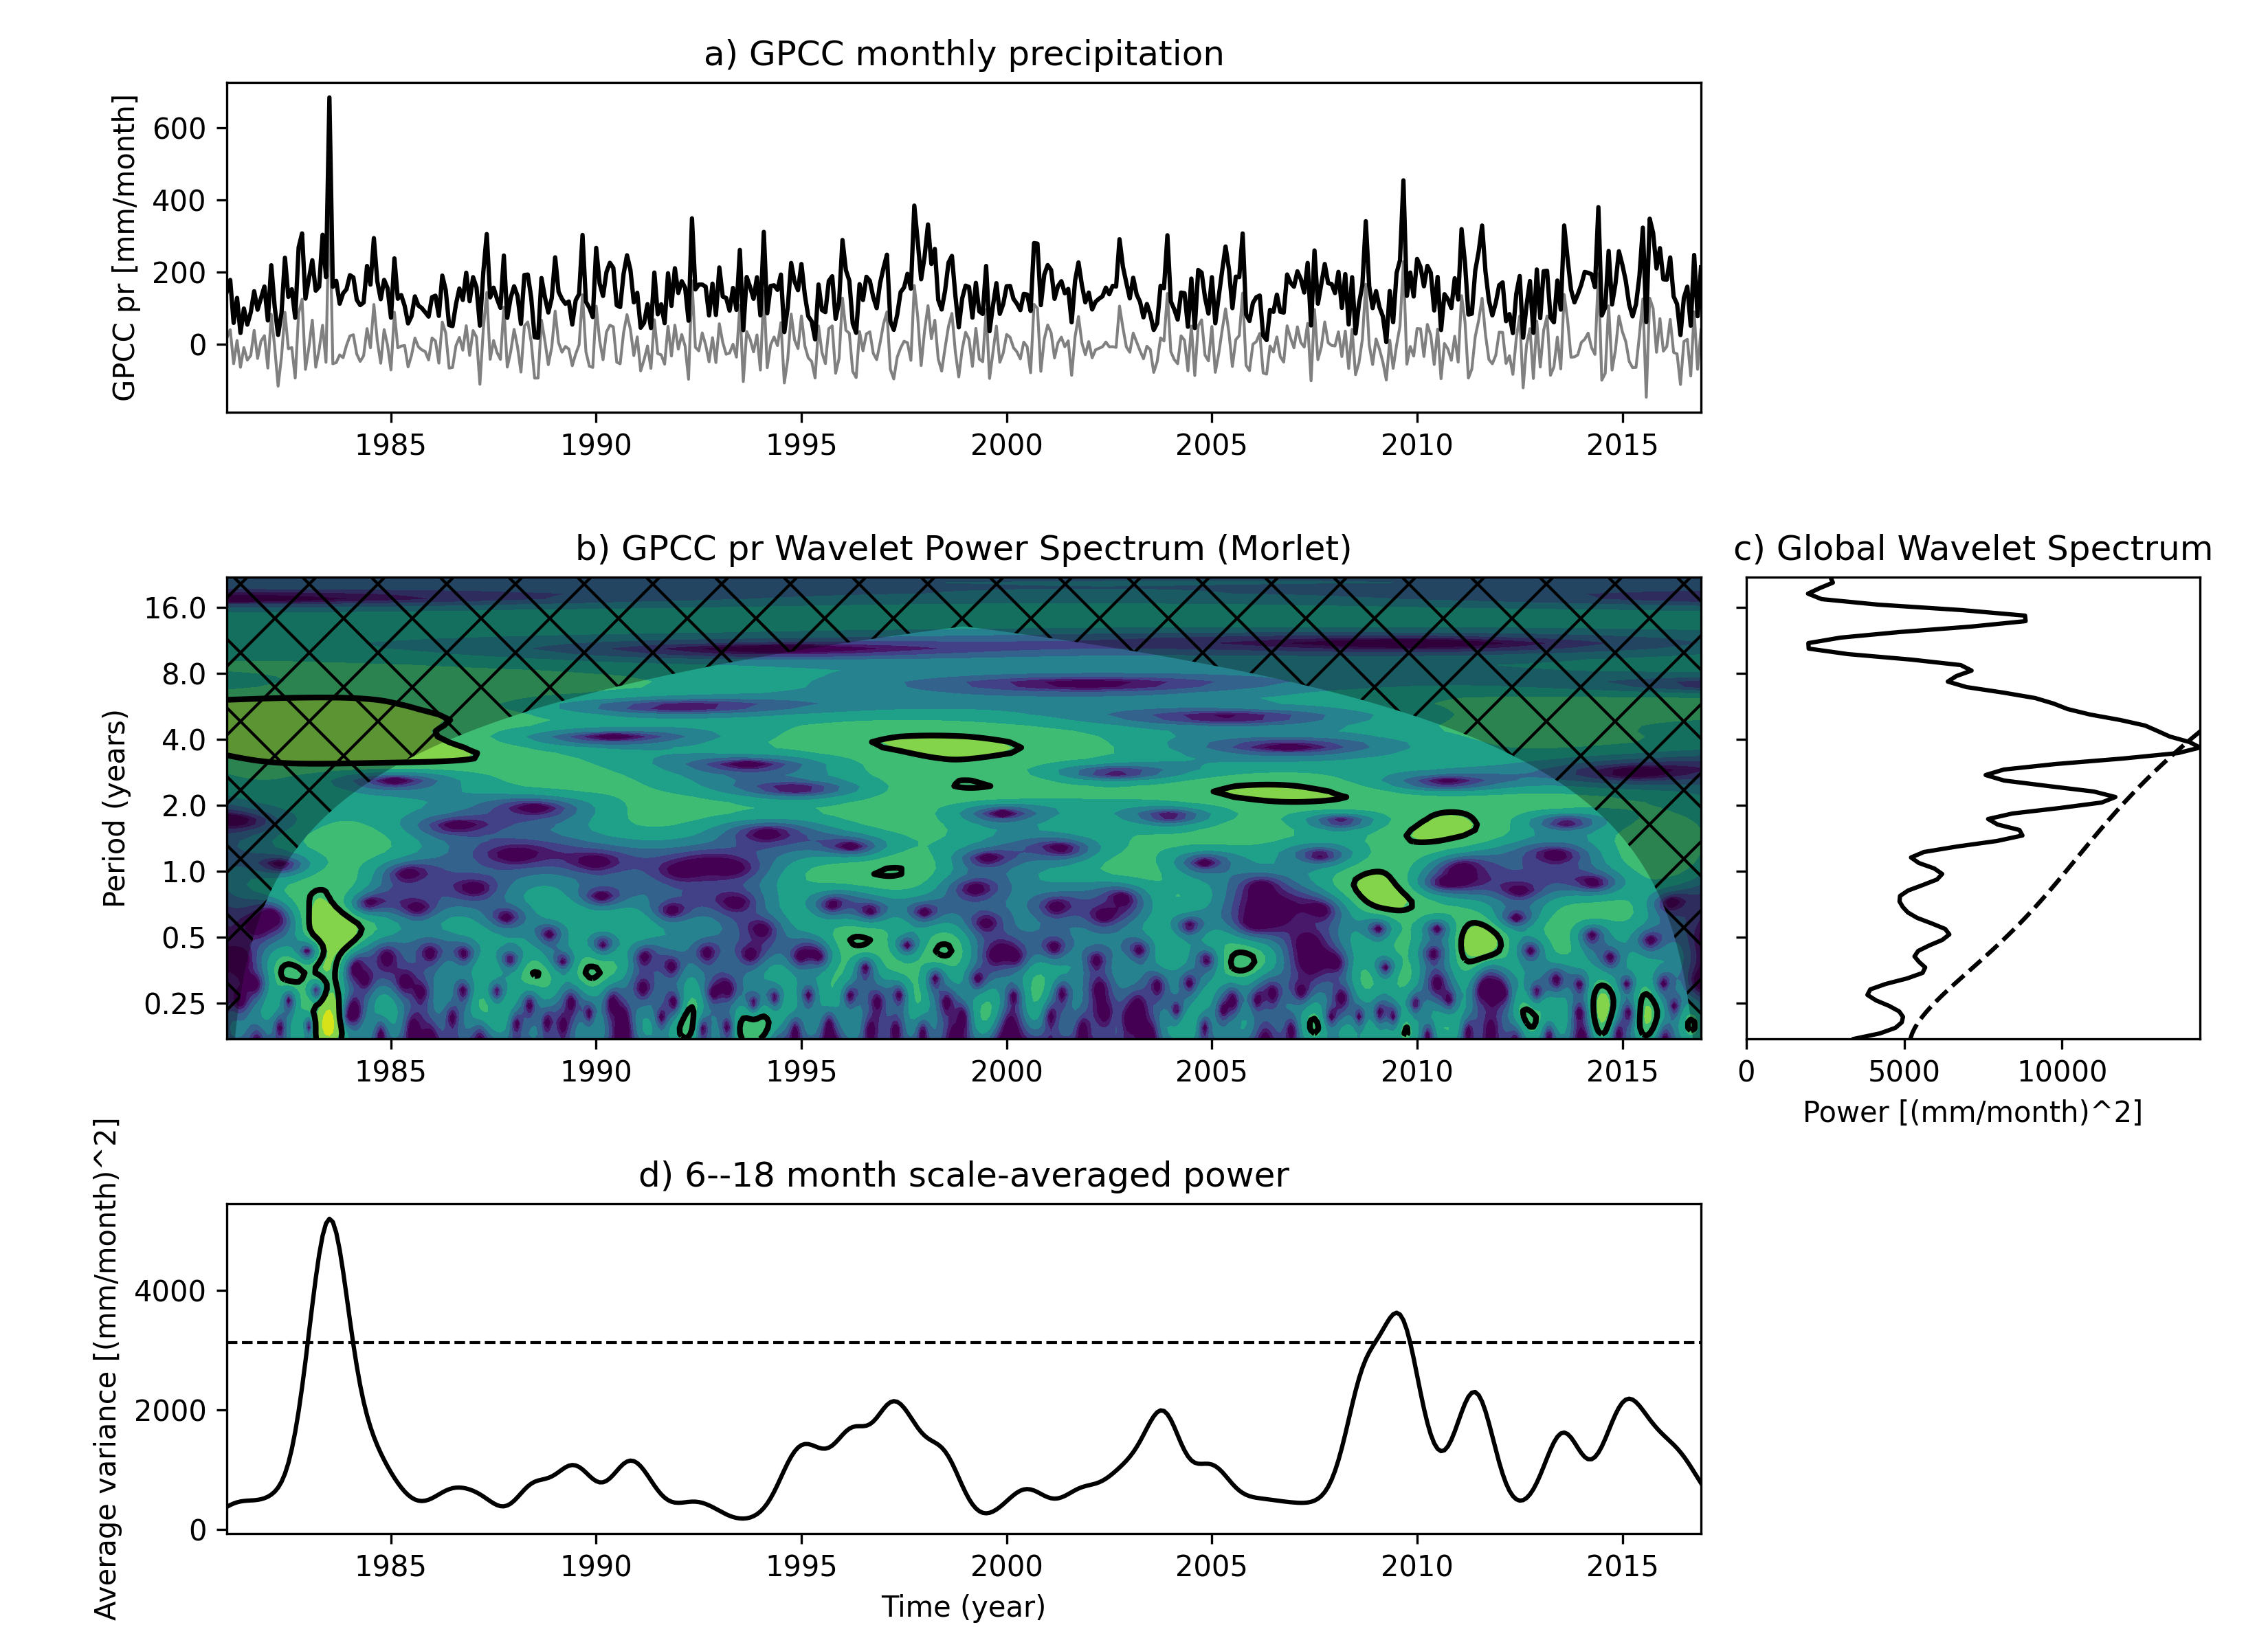 a) GPCC monthly precipitation
GPCC pr [mm/month]
600
400
200
0
1985 1990 1995 2000 2005 2010 2015
b) GPCC pr Wavelet Power Spectrum (Morlet)
Period (years)
16.0
8.0
4.0
2.0
1.0
0.5
0.25
1985 1990 1995 2000 2005 2010 2015
c) Global Wavelet Spectrum
0 5000 10000
Power [(mm/month)^2]
d) 6--18 month scale-averaged power
Average variance [(mm/month)^2]
4000
2000
0
1985 1990 1995 2000 2005 2010 2015
Time (year)